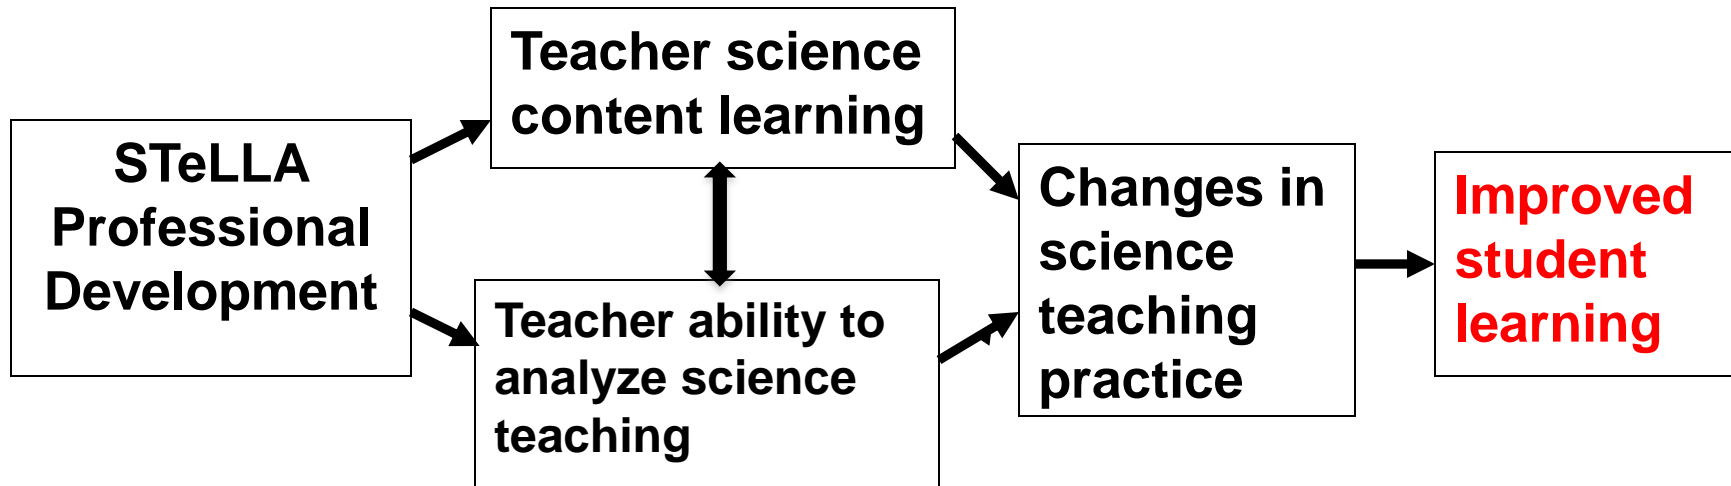 STeLLA
Professional
Development
Teacher science
content learning
Teacher ability to
analyze science
teaching
Changes in
science
teaching
practice
Improved
student
learning